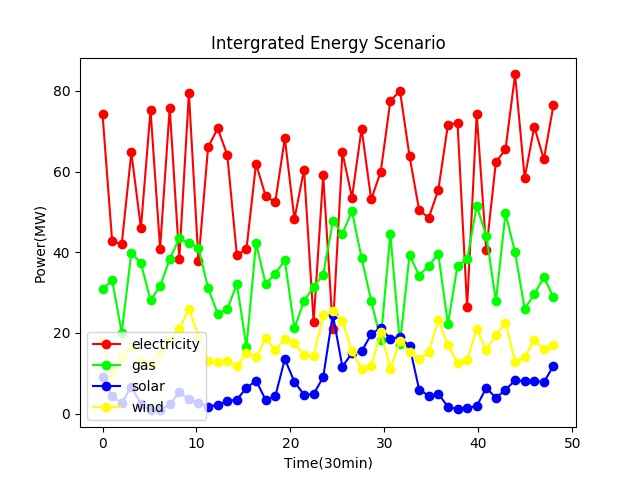 Intergrated Energy Scenario
Power(MW)
80
60
40
20
0
electricity
gas
solar
wind
0 10 20 30 40 50
Time(30min)